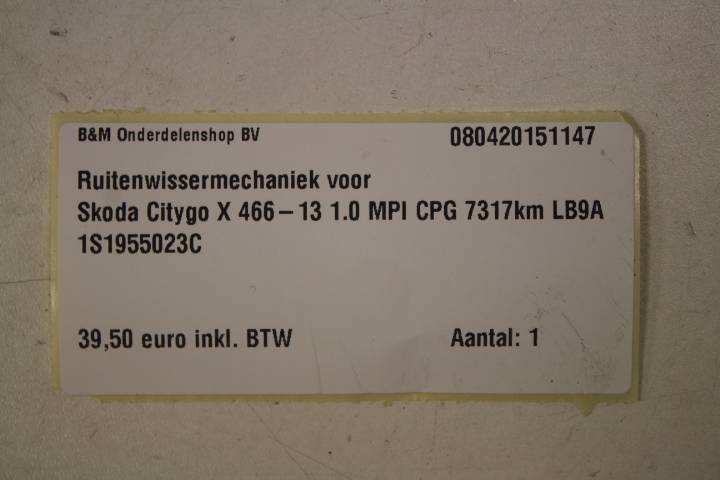 B&M Onderdelenshop BV 080420151147
Ruitenwissermechaniek voor
Skoda Citygo X 466-13 1.0 MPI CPG 7317km LB9A
1S1955023C
39,50 euro inkl. BTW Aantal: 1